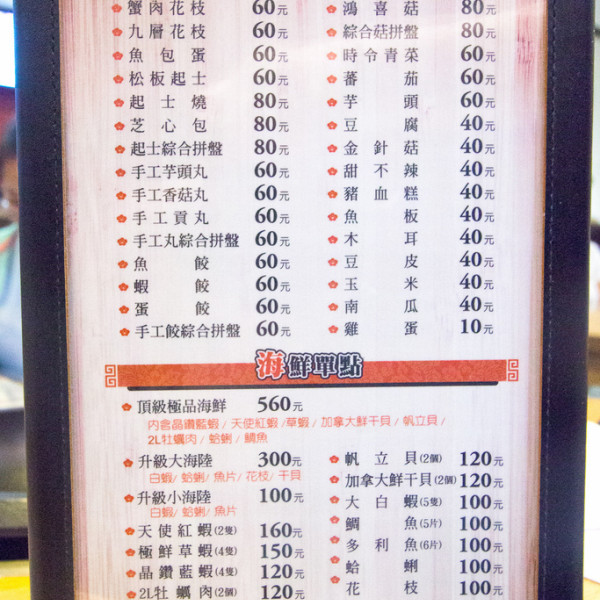 蟹肉花枝 60元
九層花枝 60元
魚包蛋 60元
松板起士 60元
起士燒 80元
芝心包 80元
起士綜合拼盤 80元
手工芋頭丸 60元
手工香菇丸 60元
手工貢丸 60元
手工丸綜合拼盤 60元
魚餃 60元
蝦餃 60元
蛋餃 60元
手工餃綜合拼盤 60元
鴻喜菇 80元
綜合菇拼盤 80元
時令青菜 60元
蕃茄 60元
芋頭 60元
豆腐 40元
金針菇 40元
甜不辣 40元
豬血糕 40元
魚板 40元
木耳 40元
豆皮 40元
玉米 40元
南瓜 40元
雞蛋 10元
海鮮單點
頂級極品海鮮 560元
內含晶鑽藍蝦/天使紅蝦/草蝦/加拿大鮮干貝/帆立貝/
2L牡蠣肉/蛤蜊/鯛魚
升級大海陸 300元
白蝦/蛤蜊/魚片/花枝/干貝
升級小海陸 100元
白蝦/蛤蜊/魚片
天使紅蝦(2隻) 160元
極鮮草蝦(4隻) 150元
晶鑽藍蝦(4隻) 120元
2L牡蠣肉(2個) 120元
帆立貝(2個) 120元
加拿大鮮干貝(2個) 120元
大白蝦(5隻) 100元
鯛魚(5片) 100元
多利魚(6片) 100元
蛤蜊 100元
花枝 100元